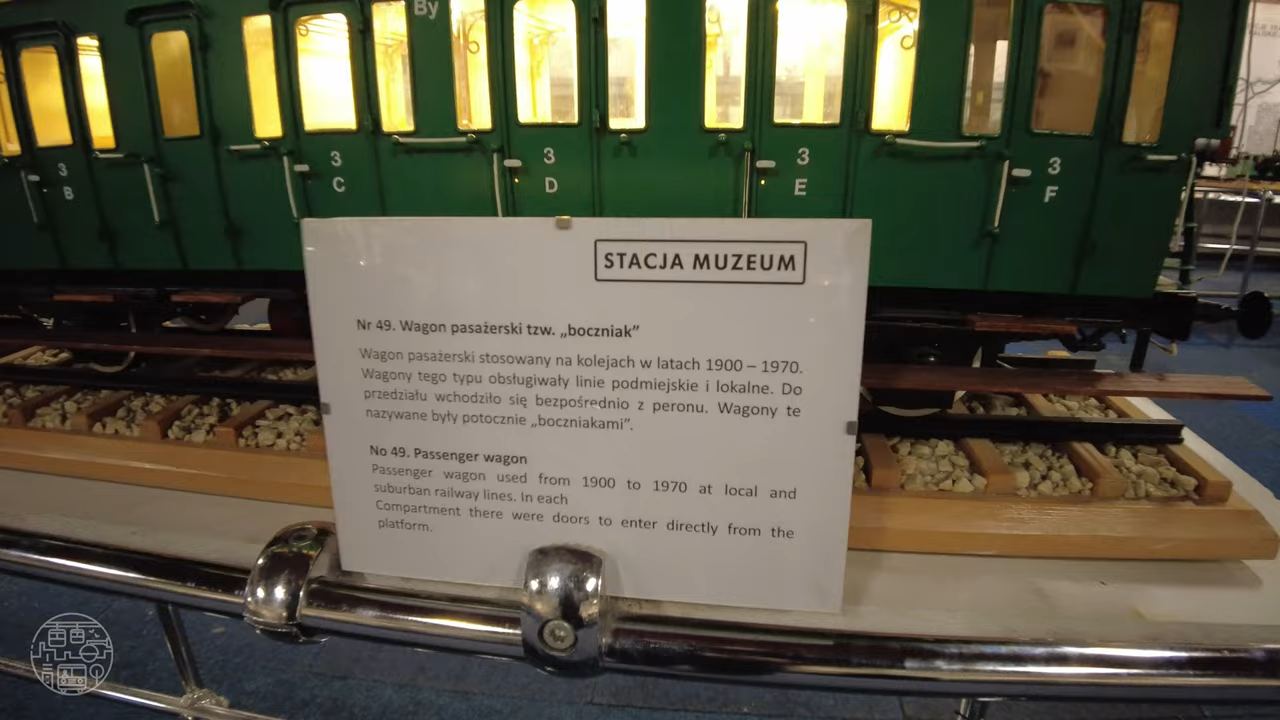 By
3
B
3
C
3
D
3
E
3
F
STACJA MUZEUM
Nr 49. Wagon pasażerski tzw. „boczniak”
Wagon pasażerski stosowany na kolejach w latach 1900 – 1970.
Wagony tego typu obsługiwały linie podmiejskie i lokalne. Do
przedziału wchodziło się bezpośrednio z peronu. Wagony te
nazywane były potocznie „boczniakami”.
No 49. Passenger wagon
Passenger wagon used from 1900 to 1970 at local and
suburban railway lines. In each
Compartment there were doors to enter directly from the
platform.